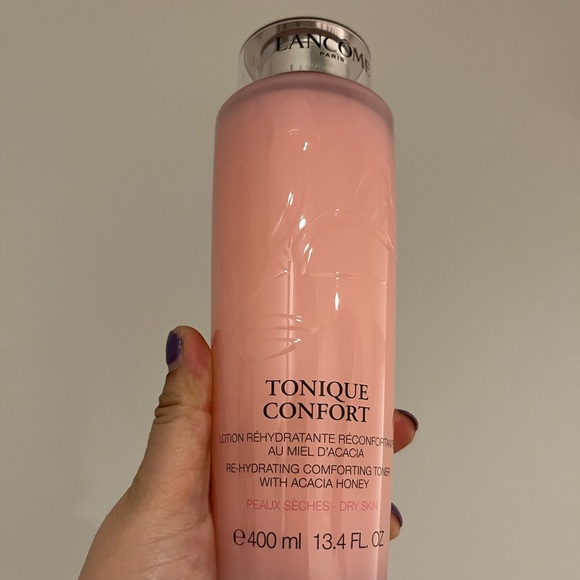 LANCÔME
PARIS
TONIQUE
CONFORT
LOTION RÉHYDRATANTE RÉCONFORTANTE
AU MIEL D'ACACIA
RE-HYDRATING COMFORTING TONER
WITH ACACIA HONEY
PEAUX SÈCHES - DRY SKIN
℮400 ml 13.4 FL. OZ